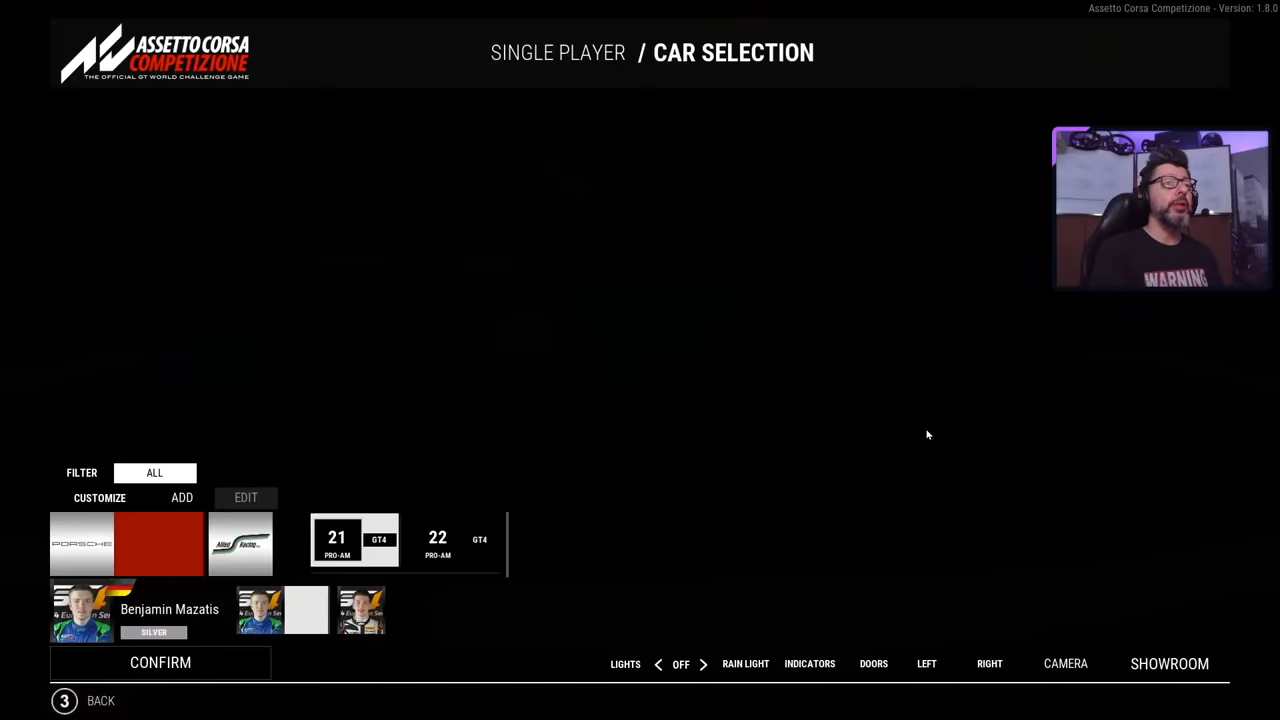 Assetto Corsa Competizione - Version: 1.8.0
ASSETTO CORSA
COMPETIZIONE
THE OFFICIAL GT WORLD CHALLENGE GAME
SINGLE PLAYER / CAR SELECTION
WARNING
FILTER ALL
CUSTOMIZE ADD EDIT
PORSCHE
Allied Racing
21 PRO-AM GT4
22 PRO-AM GT4
Benjamin Mazatis
SILVER
CONFIRM
LIGHTS < OFF > RAIN LIGHT INDICATORS DOORS LEFT RIGHT CAMERA SHOWROOM
3 BACK